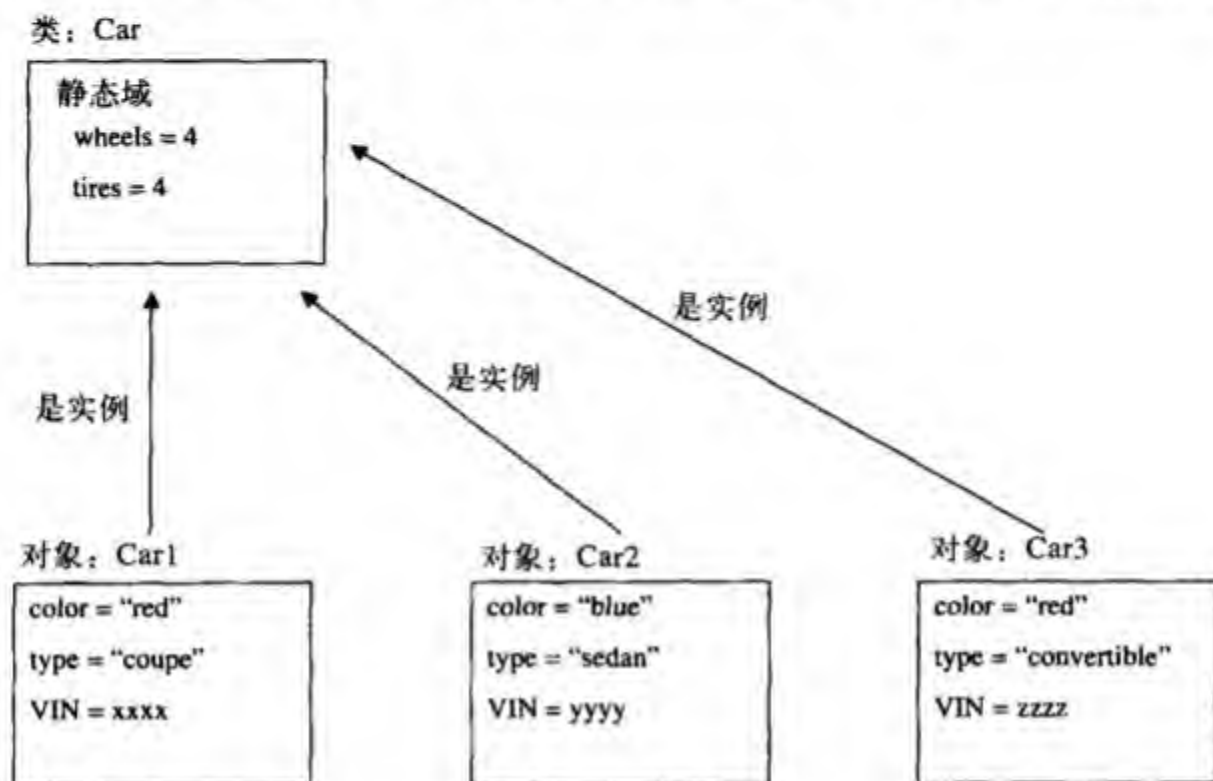 类：Car
静态域
wheels = 4
tires = 4
是实例
是实例
是实例
对象：Car1
color = “red”
type = “coupe”
VIN = xxxx
对象：Car2
color = “blue”
type = “sedan”
VIN = yyyy
对象：Car3
color = “red”
type = “convertible”
VIN = zzzz